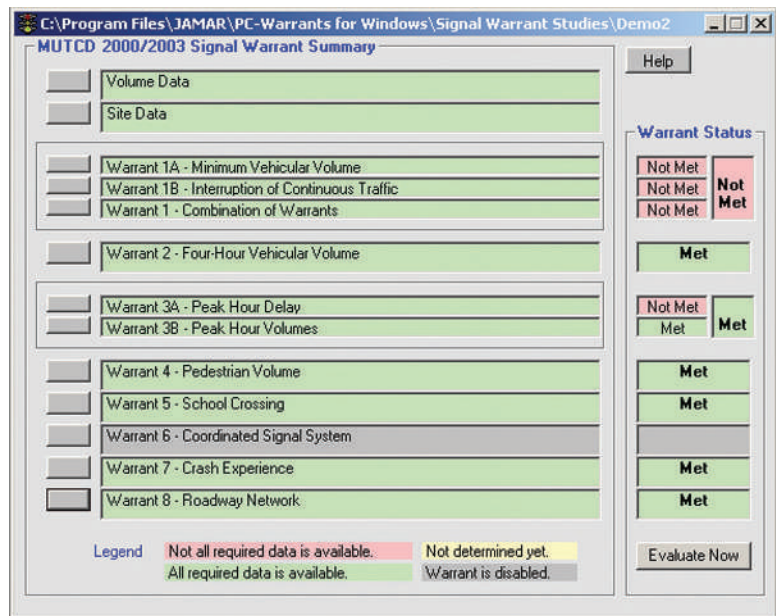 C:\Program Files\JAMAR\PC-Warrants for Windows\Signal Warrant Studies\Demo2
MUTCD 2000/2003 Signal Warrant Summary
Help
Volume Data
Site Data
Warrant Status
Warrant 1A - Minimum Vehicular Volume
Not Met
Warrant 1B - Interruption of Continuous Traffic
Not Met
Warrant 1 - Combination of Warrants
Not Met
Not
Met
Warrant 2 - Four-Hour Vehicular Volume
Met
Warrant 3A - Peak Hour Delay
Not Met
Warrant 3B - Peak Hour Volumes
Met
Met
Warrant 4 - Pedestrian Volume
Met
Warrant 5 - School Crossing
Met
Warrant 6 - Coordinated Signal System
Warrant 7 - Crash Experience
Met
Warrant 8 - Roadway Network
Met
Legend
Not all required data is available.
Not determined yet.
All required data is available.
Warrant is disabled.
Evaluate Now